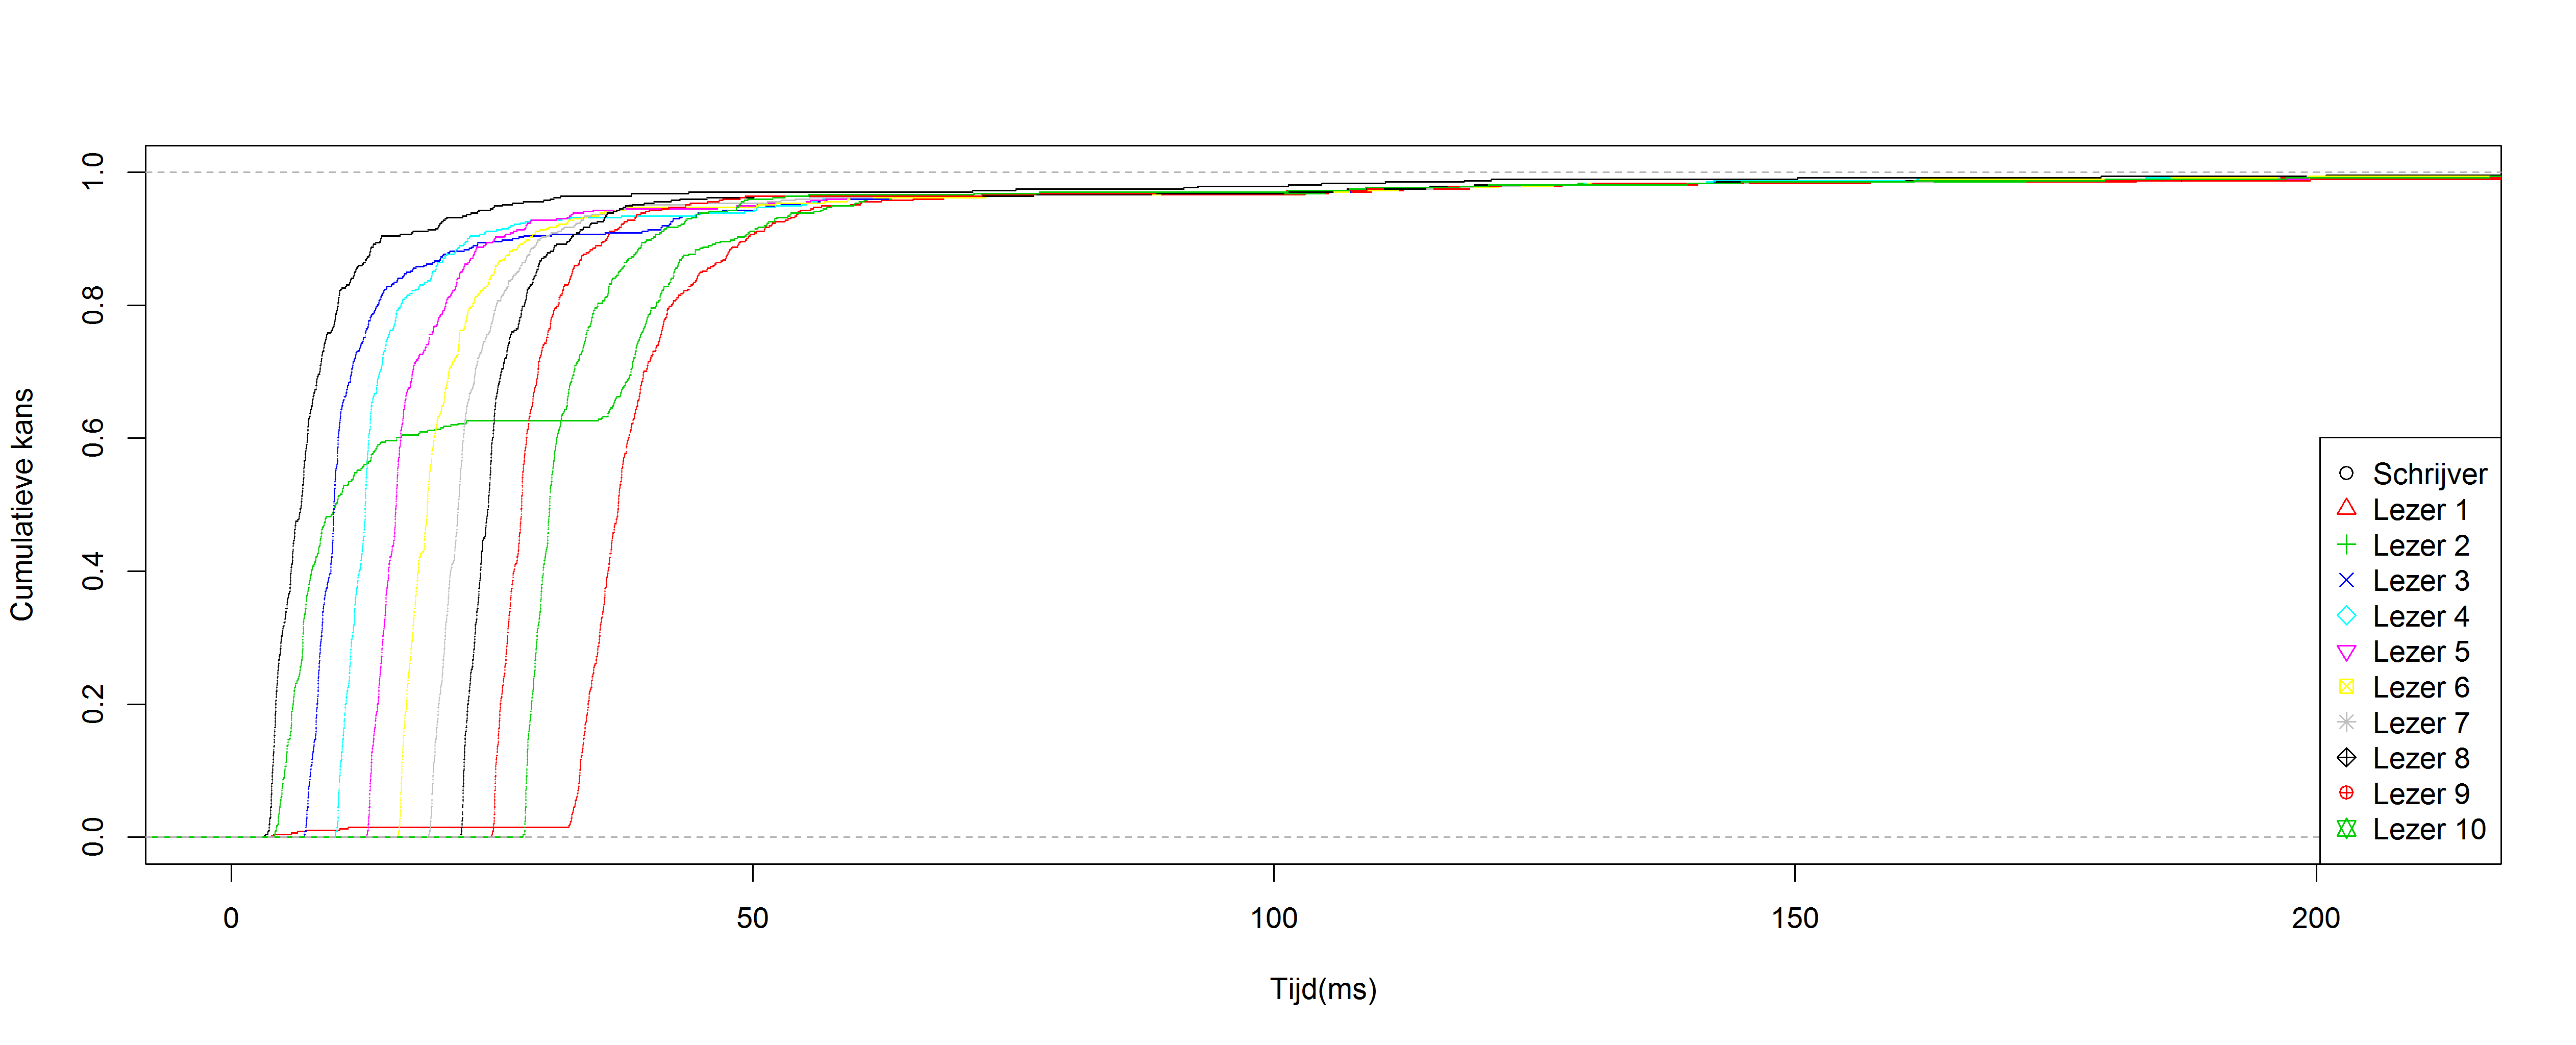 Cumulatieve kans
1.0
0.8
0.6
0.4
0.2
0.0
0 50 100 150 200
Tijd(ms)
Schrijver
Lezer 1
Lezer 2
Lezer 3
Lezer 4
Lezer 5
Lezer 6
Lezer 7
Lezer 8
Lezer 9
Lezer 10